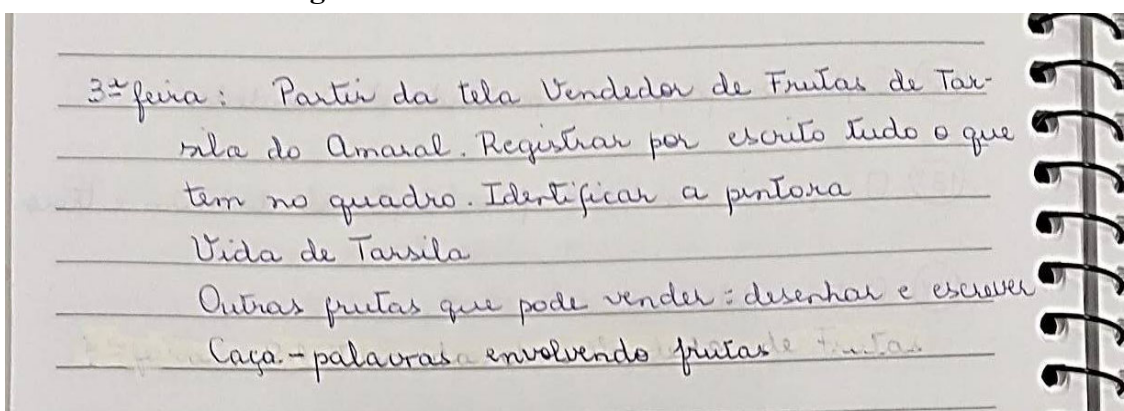 3ª feira: Partir da tela Vendedor de Frutas de Tar-
sila do Amaral. Registrar por escrito tudo o que
tem no quadro. Identificar a pintora
Vida de Tarsila
Outras frutas que pode vender: desenhar e escrever
Caça-palavras envolvendo frutas